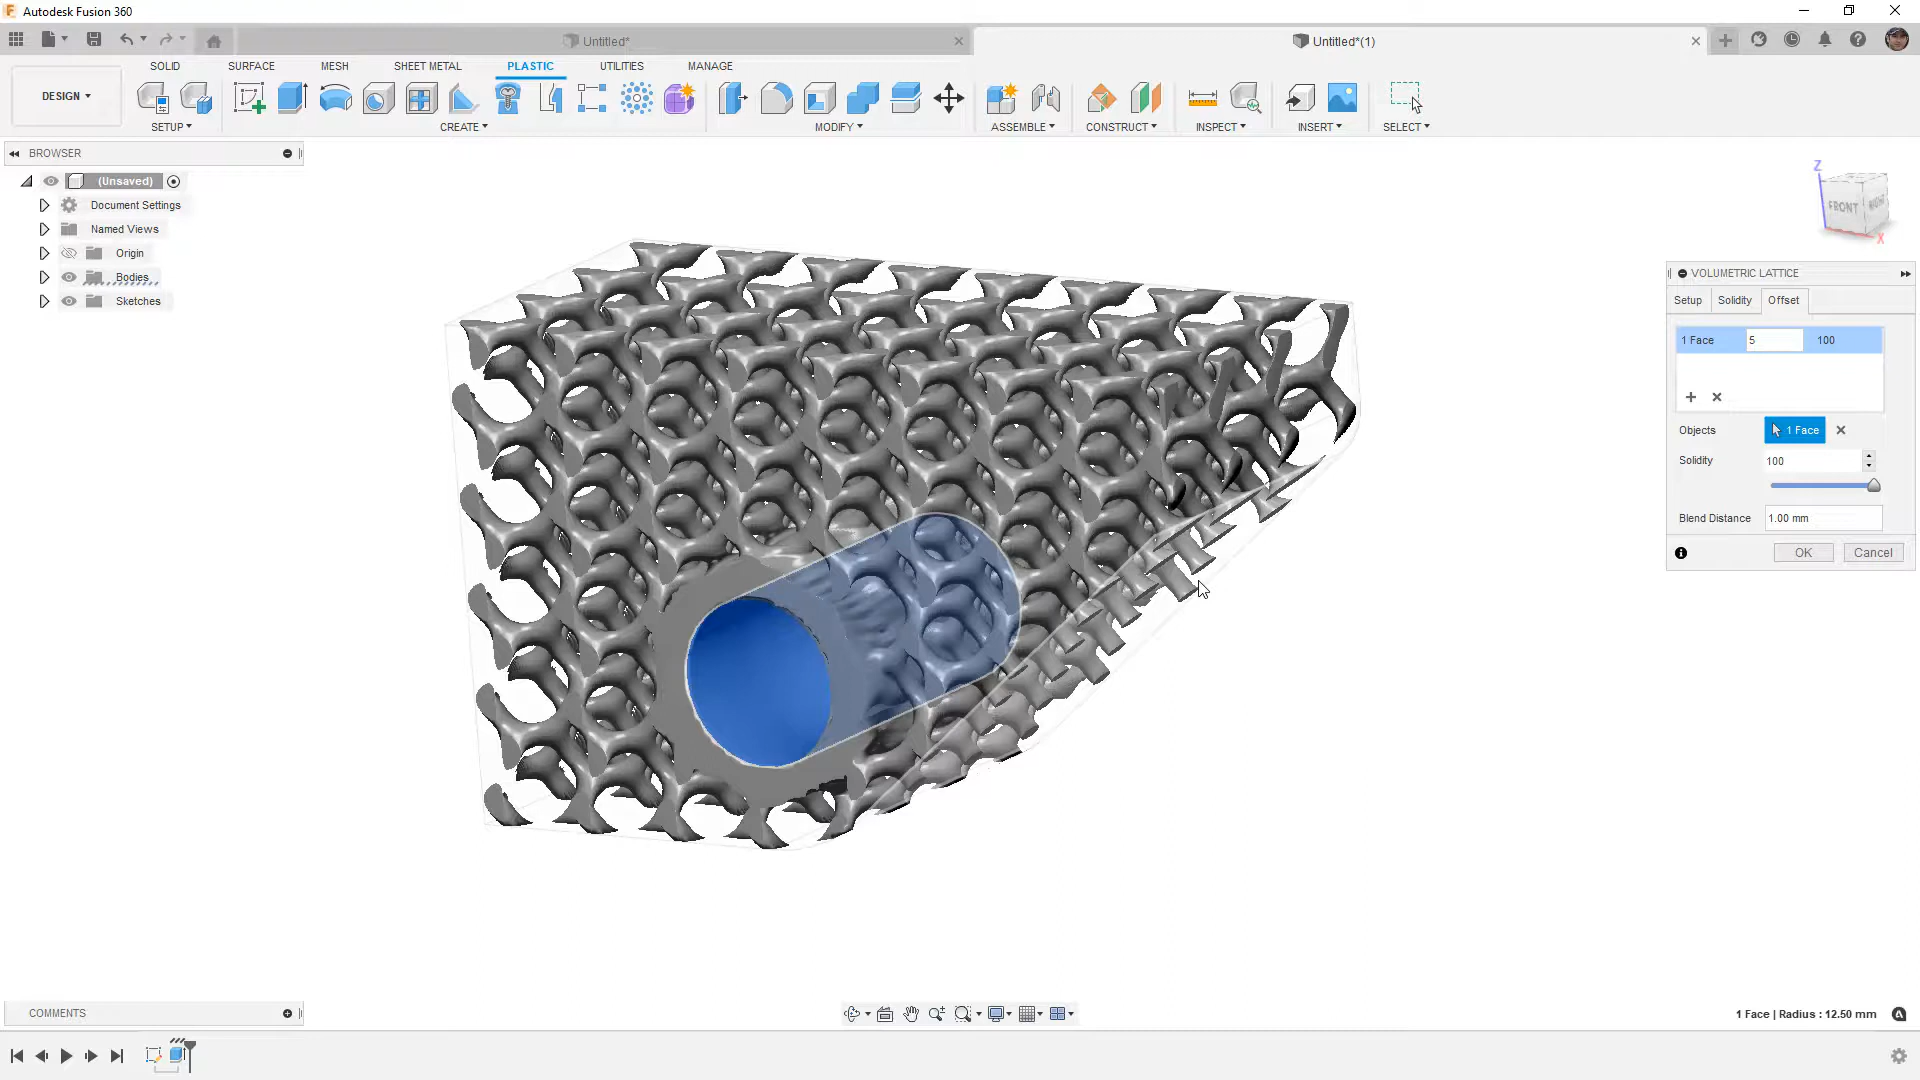 Autodesk Fusion 360
Untitled*
Untitled*(1)
SOLID SURFACE MESH SHEET METAL PLASTIC UTILITIES MANAGE
DESIGN
SETUP CREATE MODIFY ASSEMBLE CONSTRUCT INSPECT INSERT SELECT
BROWSER
(Unsaved)
Document Settings
Named Views
Origin
Bodies
Sketches
Z
FRONT RIGHT
X
VOLUMETRIC LATTICE
Setup Solidity Offset
1 Face 5 100
Objects 1 Face
Solidity 100
Blend Distance 1.00 mm
OK Cancel
COMMENTS
1 Face | Radius : 12.50 mm